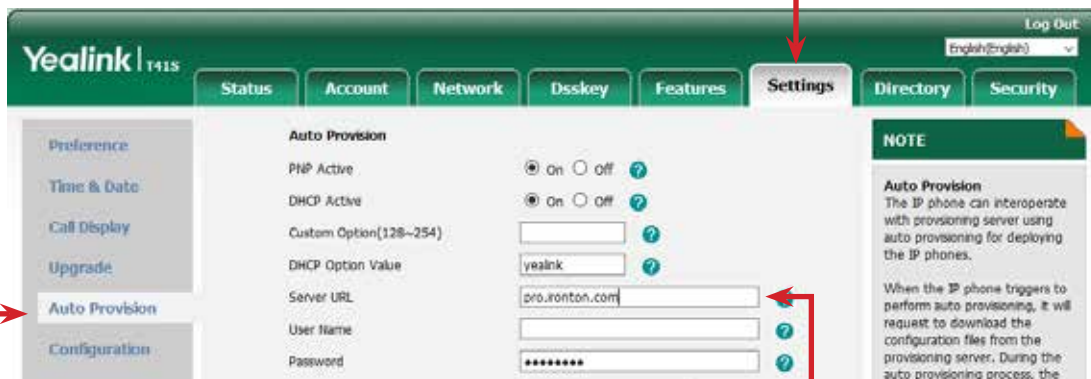 Log Out
Yealink | T41S
English(English)
Status Account Network Dsskey Features Settings Directory Security
Preference
Time & Date
Call Display
Upgrade
Auto Provision
Configuration
Auto Provision
PNP Active On Off ?
DHCP Active On Off ?
Custom Option(128~254) ?
DHCP Option Value yealink ?
Server URL pro.ironton.com
User Name ?
Password •••••••• ?
NOTE
Auto Provision
The IP phone can interoperate
with provisioning server using
auto provisioning for deploying
the IP phones.
When the IP phone triggers to
perform auto provisioning, it will
request to download the
configuration files from the
provisioning server. During the
auto provisioning process, the